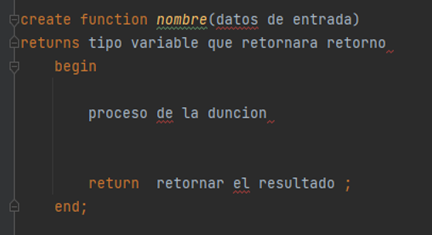 create function nombre(datos de entrada)
returns tipo variable que retornara retorno
begin
proceso de la duncion
return retornar el resultado ;
end;